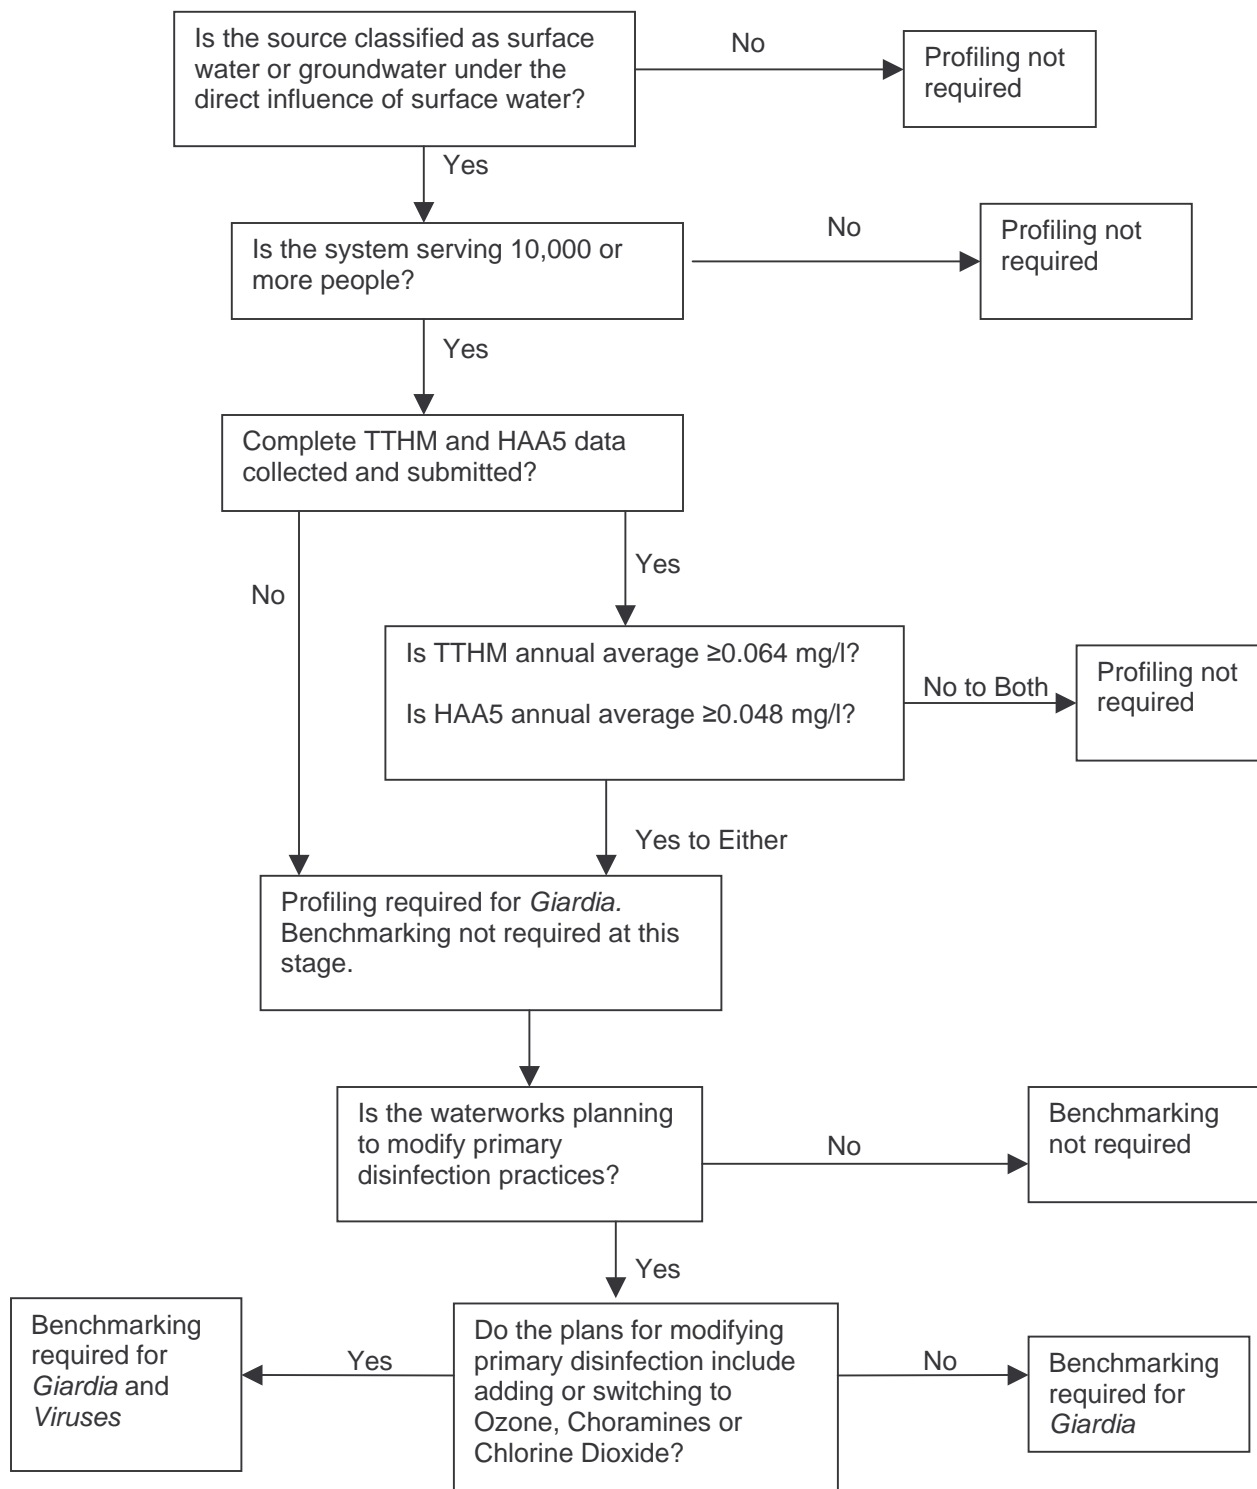 Is the source classified as surface
water or groundwater under the
direct influence of surface water?
No
Profiling not
required
Yes
Is the system serving 10,000 or
more people?
No
Profiling not
required
Yes
Complete TTHM and HAA5 data
collected and submitted?
No
Yes
Is TTHM annual average ≥0.064 mg/l?
Is HAA5 annual average ≥0.048 mg/l?
No to Both
Profiling not
required
Yes to Either
Profiling required for Giardia.
Benchmarking not required at this
stage.
Is the waterworks planning
to modify primary
disinfection practices?
No
Benchmarking
not required
Yes
Do the plans for modifying
primary disinfection include
adding or switching to
Ozone, Choramines or
Chlorine Dioxide?
Yes
Benchmarking
required for
Giardia and
Viruses
No
Benchmarking
required for
Giardia